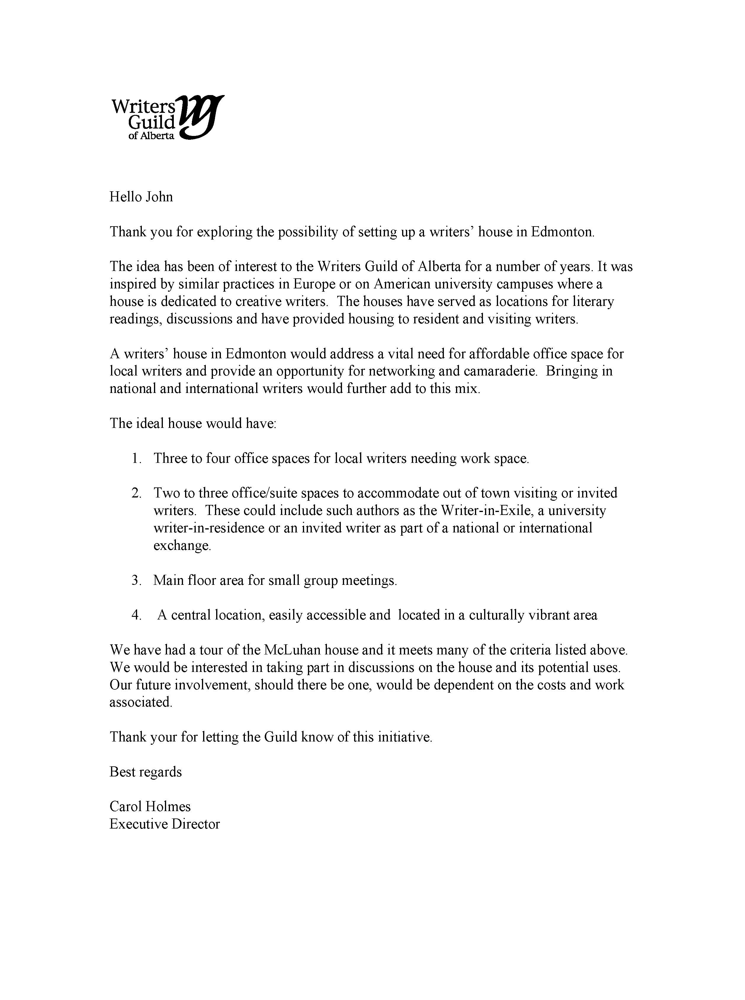 Writers
Guild
of Alberta
Hello John
Thank you for exploring the possibility of setting up a writers’ house in Edmonton.
The idea has been of interest to the Writers Guild of Alberta for a number of years. It was
inspired by similar practices in Europe or on American university campuses where a
house is dedicated to creative writers.  The houses have served as locations for literary
readings, discussions and have provided housing to resident and visiting writers.
A writers’ house in Edmonton would address a vital need for affordable office space for
local writers and provide an opportunity for networking and camaraderie.  Bringing in
national and international writers would further add to this mix.
The ideal house would have:
1. Three to four office spaces for local writers needing work space.
2. Two to three office/suite spaces to accommodate out of town visiting or invited
writers.  These could include such authors as the Writer-in-Exile, a university
writer-in-residence or an invited writer as part of a national or international
exchange.
3. Main floor area for small group meetings.
4. A central location, easily accessible and  located in a culturally vibrant area
We have had a tour of the McLuhan house and it meets many of the criteria listed above.
We would be interested in taking part in discussions on the house and its potential uses.
Our future involvement, should there be one, would be dependent on the costs and work
associated.
Thank your for letting the Guild know of this initiative.
Best regards
Carol Holmes
Executive Director